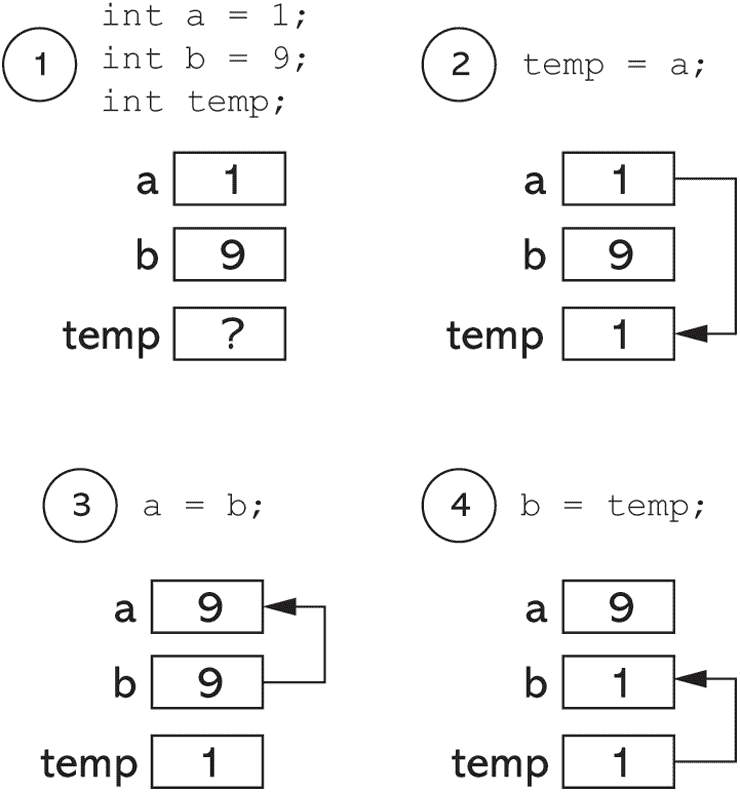 1
int a = 1;
int b = 9;
int temp;
a 1
b 9
temp ?
2 temp = a;
a 1
b 9
temp 1
3 a = b;
a 9
b 9
temp 1
4 b = temp;
a 9
b 1
temp 1